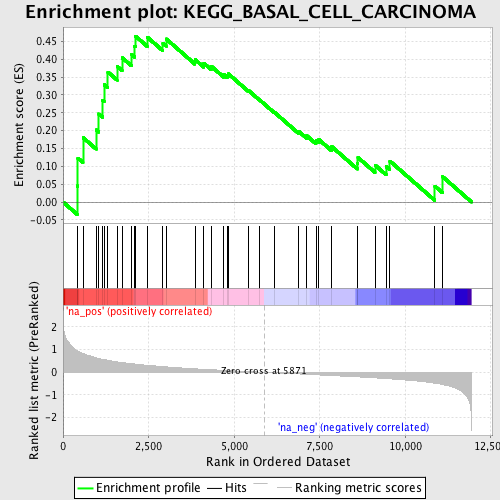 Enrichment plot: KEGG_BASAL_CELL_CARCINOMA
Enrichment score (ES)
0.45
0.40
0.35
0.30
0.25
0.20
0.15
0.10
0.05
0.00
-0.05
'na_pos' (positively correlated)
Ranked list metric (PreRanked)
2
1
0
-1
-2
Zero cross at 5871
'na_neg' (negatively correlated)
0
2,500
5,000
7,500
10,000
12,500
Rank in Ordered Dataset
Enrichment profile
Hits
Ranking metric scores